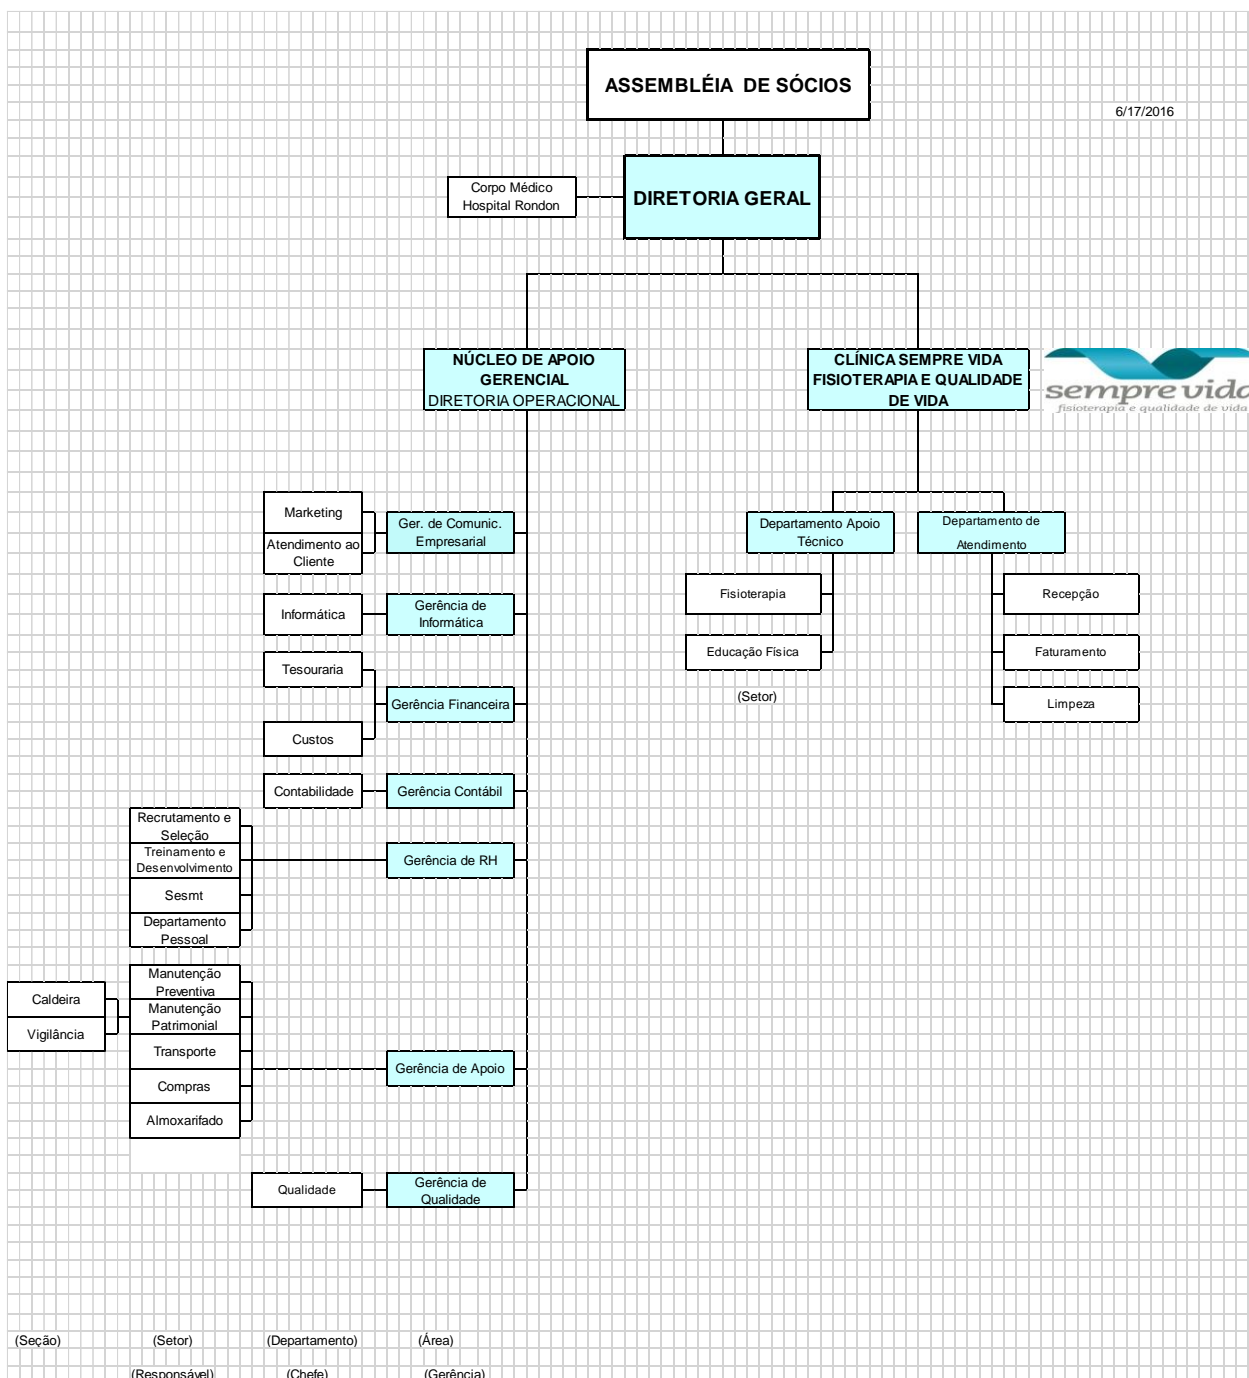 ASSEMBLÉIA DE SÓCIOS
6/17/2016
Corpo Médico
Hospital Rondon
DIRETORIA GERAL
NÚCLEO DE APOIO
GERENCIAL
DIRETORIA OPERACIONAL
CLÍNICA SEMPRE VIDA
FISIOTERAPIA E QUALIDADE
DE VIDA
sempre vida
fisioterapia e qualidade de vida
Marketing
Atendimento ao
Cliente
Ger. de Comunic.
Empresarial
Departamento Apoio
Técnico
Departamento de
Atendimento
Informática
Gerência de
Informática
Fisioterapia
Recepção
Tesouraria
Educação Física
Faturamento
Gerência Financeira
(Setor)
Limpeza
Custos
Contabilidade
Gerência Contábil
Recrutamento e
Seleção
Treinamento e
Desenvolvimento
Gerência de RH
Sesmt
Departamento
Pessoal
Manutenção
Preventiva
Caldeira
Manutenção
Patrimonial
Vigilância
Transporte
Gerência de Apoio
Compras
Almoxarifado
Qualidade
Gerência de
Qualidade
(Seção)
(Setor)
(Departamento)
(Área)
(Responsável)
(Chefe)
(Gerência)